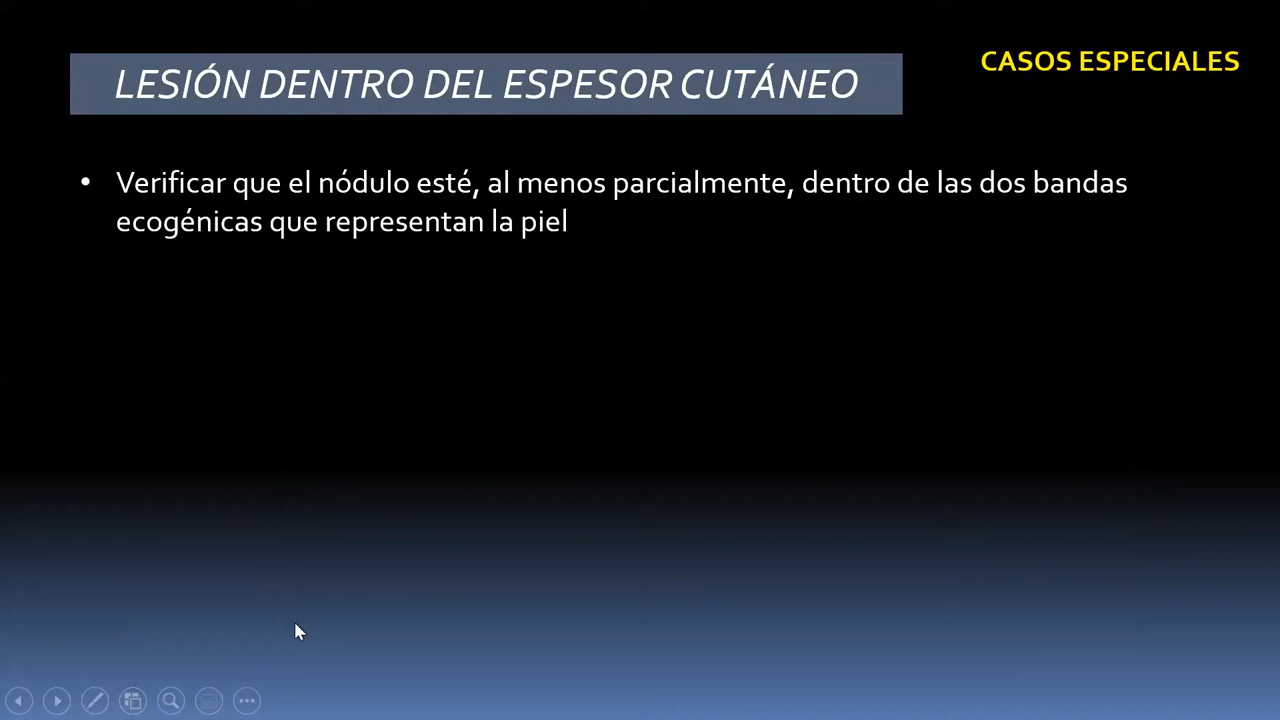 CASOS ESPECIALES
LESIÓN DENTRO DEL ESPESOR CUTÁNEO
• Verificar que el nódulo esté, al menos parcialmente, dentro de las dos bandas
ecogénicas que representan la piel